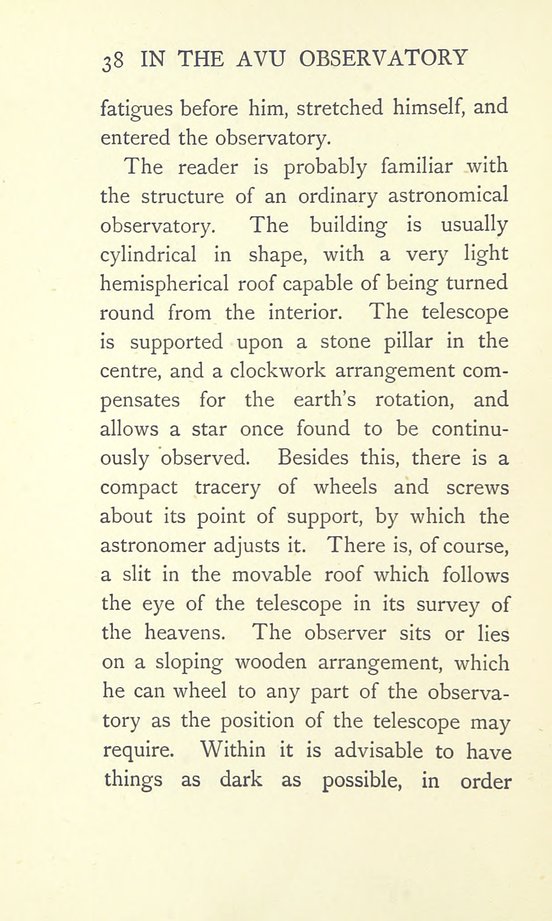 38 IN THE AVU OBSERVATORY
fatigues before him, stretched himself, and
entered the observatory.
The reader is probably familiar with
the structure of an ordinary astronomical
observatory. The building is usually
cylindrical in shape, with a very light
hemispherical roof capable of being turned
round from the interior. The telescope
is supported upon a stone pillar in the
centre, and a clockwork arrangement com-
pensates for the earth's rotation, and
allows a star once found to be continu-
ously observed. Besides this, there is a
compact tracery of wheels and screws
about its point of support, by which the
astronomer adjusts it. There is, of course,
a slit in the movable roof which follows
the eye of the telescope in its survey of
the heavens. The observer sits or lies
on a sloping wooden arrangement, which
he can wheel to any part of the observa-
tory as the position of the telescope may
require. Within it is advisable to have
things as dark as possible, in order